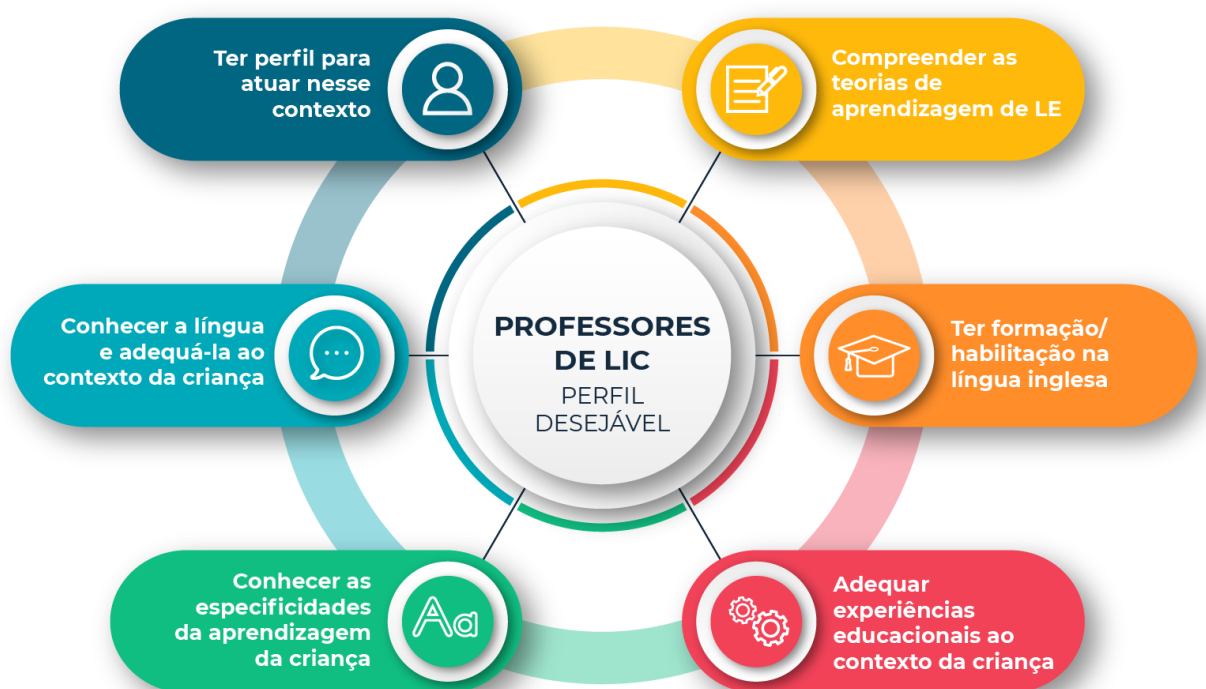 Ter perfil para
atuar nesse
contexto
Compreender as
teorias de
aprendizagem de LE
Conhecer a língua
e adequá-la ao
contexto da criança
PROFESSORES
DE LIC
PERFIL
DESEJÁVEL
Ter formação/
habilitação na
língua inglesa
Conhecer as
especificidades
da aprendizagem
da criança
Aa
Adequar
experiências
educacionais ao
contexto da criança